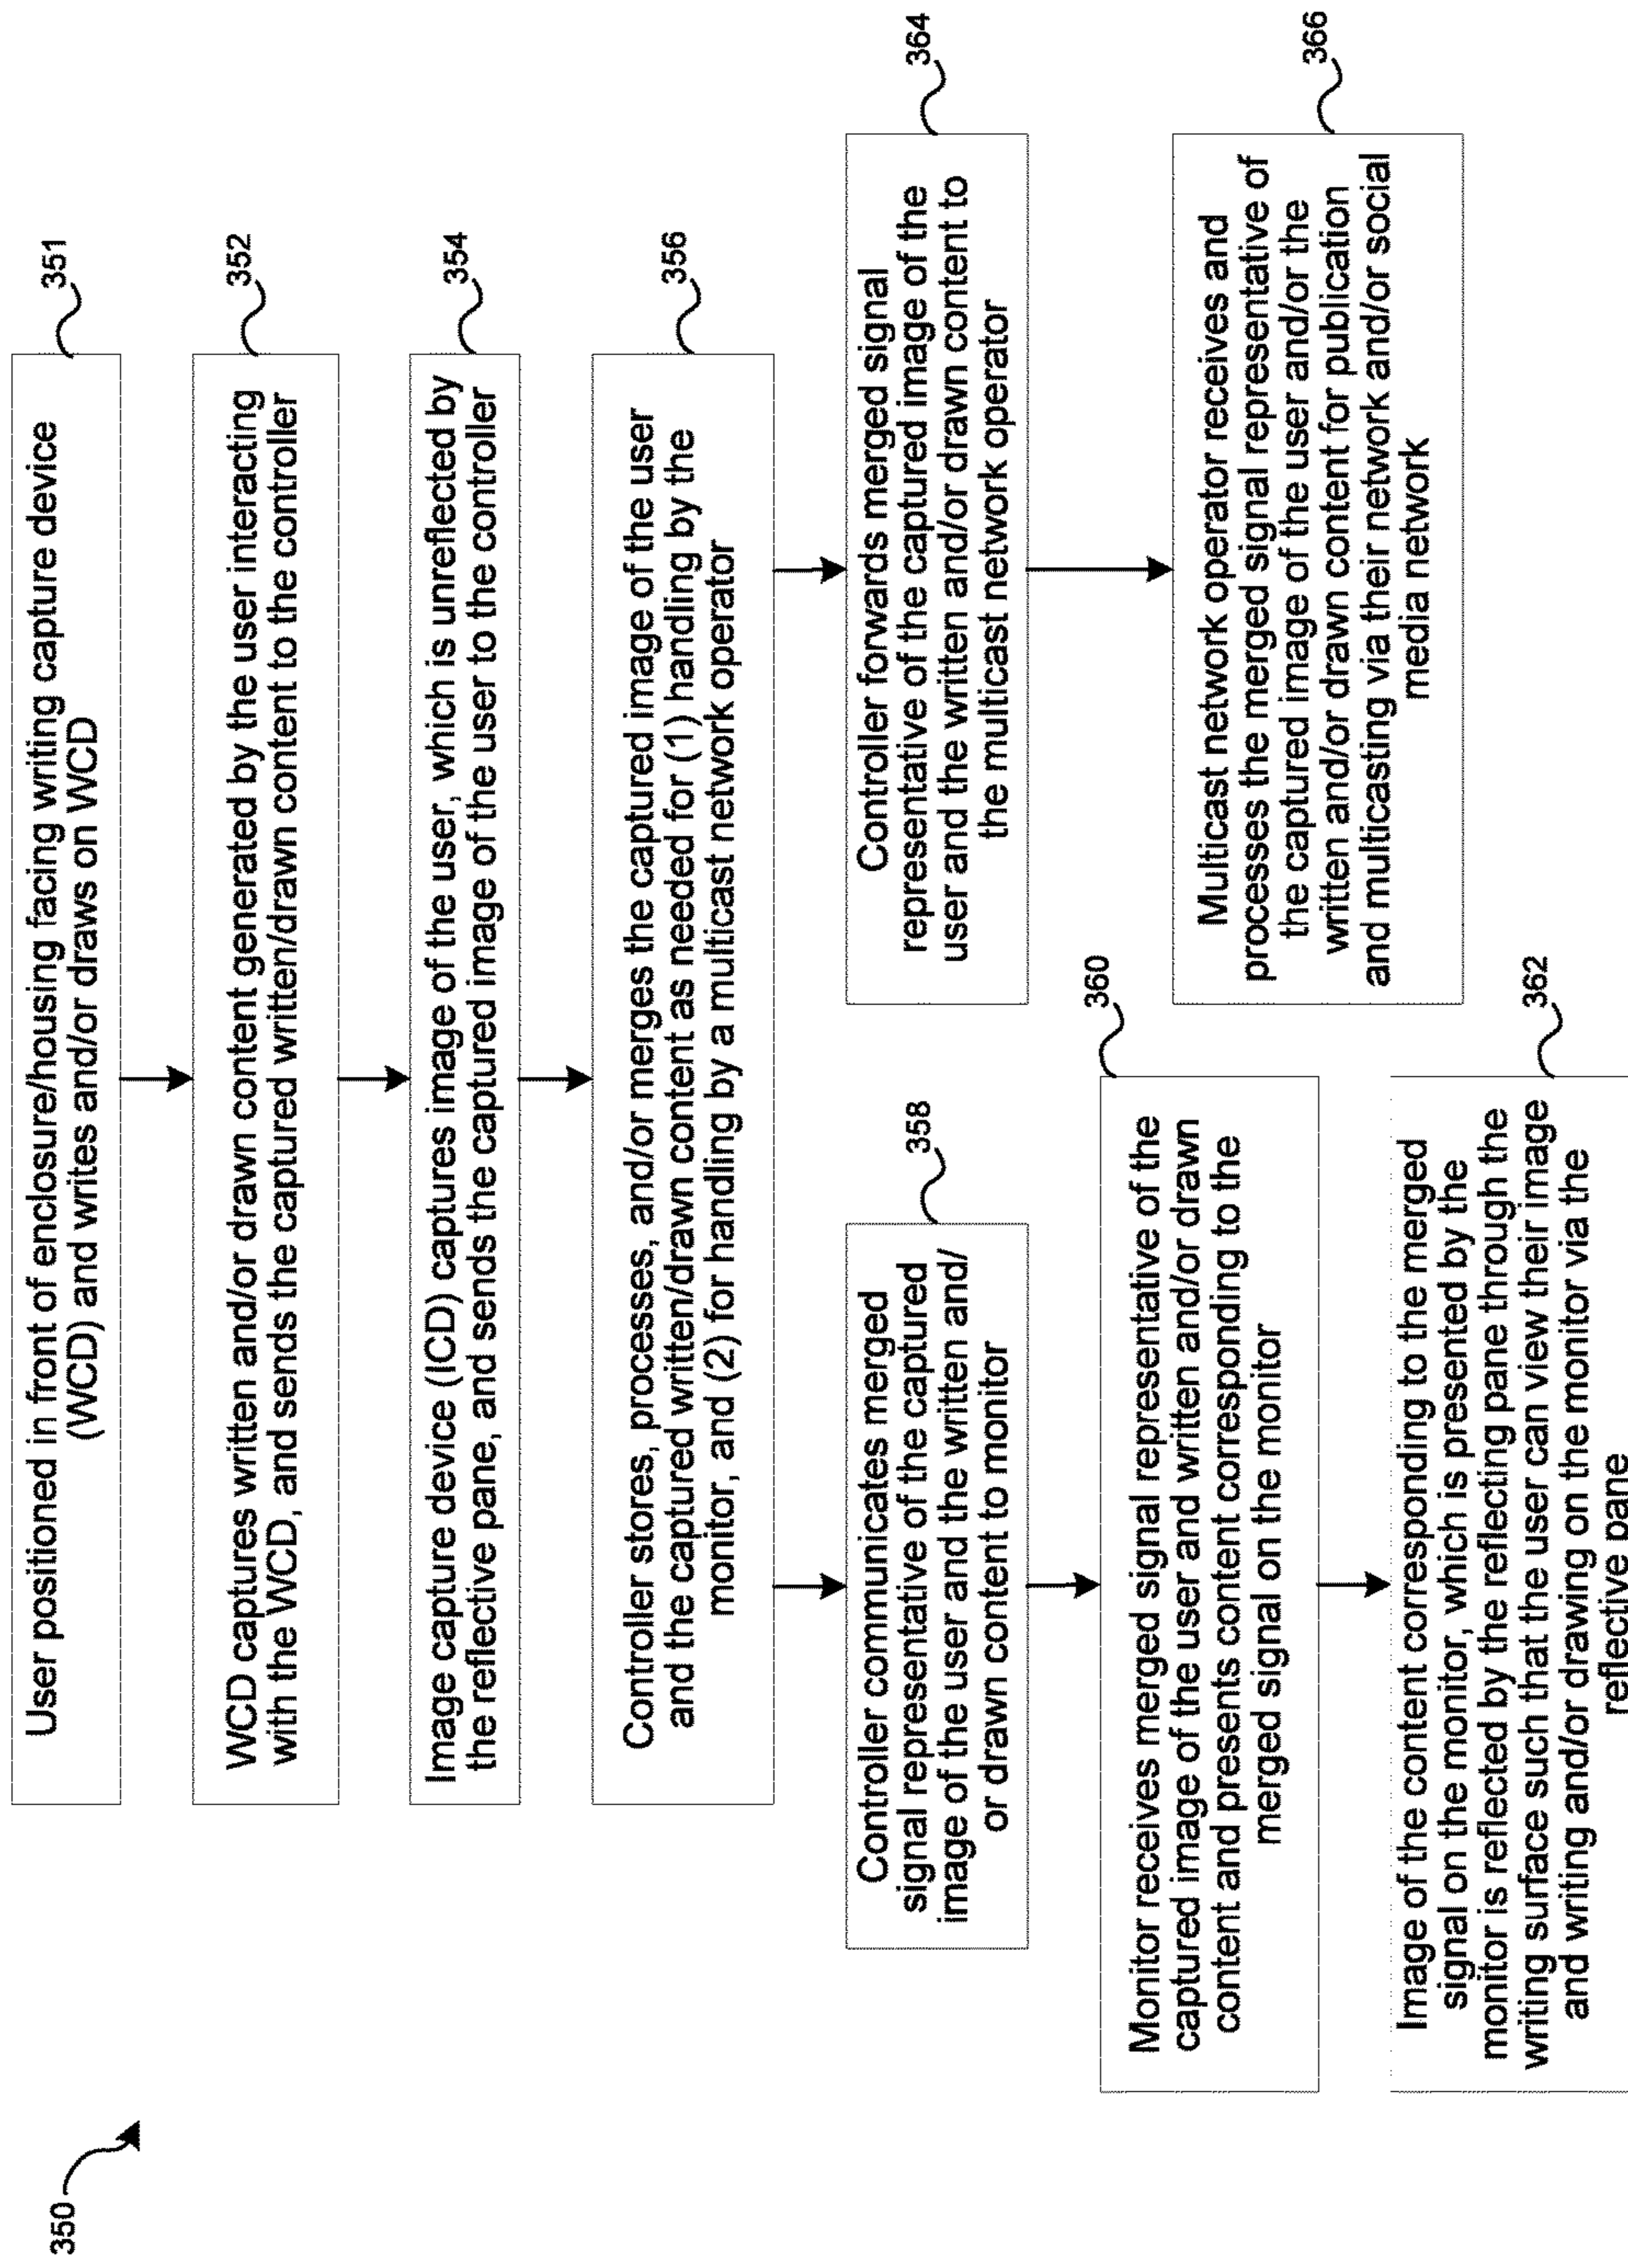 350
User positioned in front of enclosure/housing facing writing capture device
(WCD) and writes and/or draws on WCD
351
WCD captures written and/or drawn content generated by the user interacting
with the WCD, and sends the captured written/drawn content to the controller
352
Image capture device (ICD) captures image of the user, which is unreflected by
the reflective pane, and sends the captured image of the user to the controller
354
Controller stores, processes, and/or merges the captured image of the user
and the captured written/drawn content as needed for (1) handling by the
monitor, and (2) for handling by a multicast network operator
356
Controller communicates merged
signal representative of the captured
image of the user and the written and/
or drawn content to monitor
358
Monitor receives merged signal representative of the
captured image of the user and written and/or drawn
content and presents content corresponding to the
merged signal on the monitor
360
Image of the content corresponding to the merged
signal on the monitor, which is presented by the
monitor is reflected by the reflecting pane through the
writing surface such that the user can view their image
and writing and/or drawing on the monitor via the
reflective pane
362
Controller forwards merged signal
representative of the captured image of the
user and the written and/or drawn content to
the multicast network operator
364
Multicast network operator receives and
processes the merged signal representative of
the captured image of the user and/or the
written and/or drawn content for publication
and multicasting via their network and/or social
media network
366